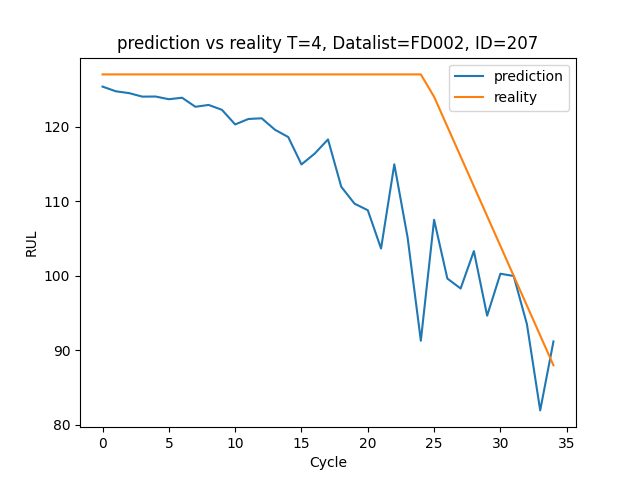 prediction vs reality T=4, Datalist=FD002, ID=207
prediction
reality
120
110
100
90
80
RUL
0 5 10 15 20 25 30 35
Cycle